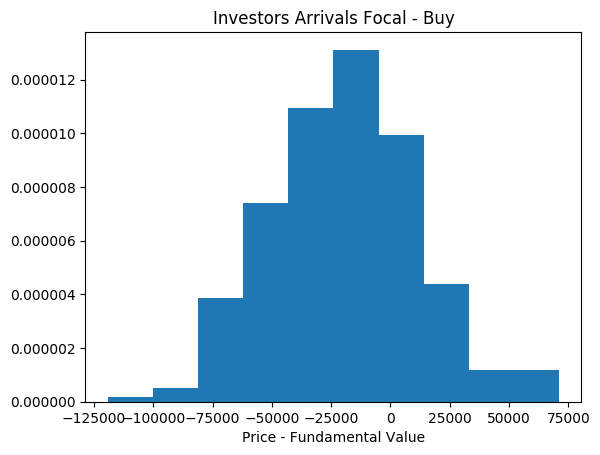 Investors Arrivals Focal - Buy
0.000012
0.000010
0.000008
0.000006
0.000004
0.000002
0.000000
−125000 −100000 −75000 −50000 −25000 0 25000 50000 75000
Price - Fundamental Value